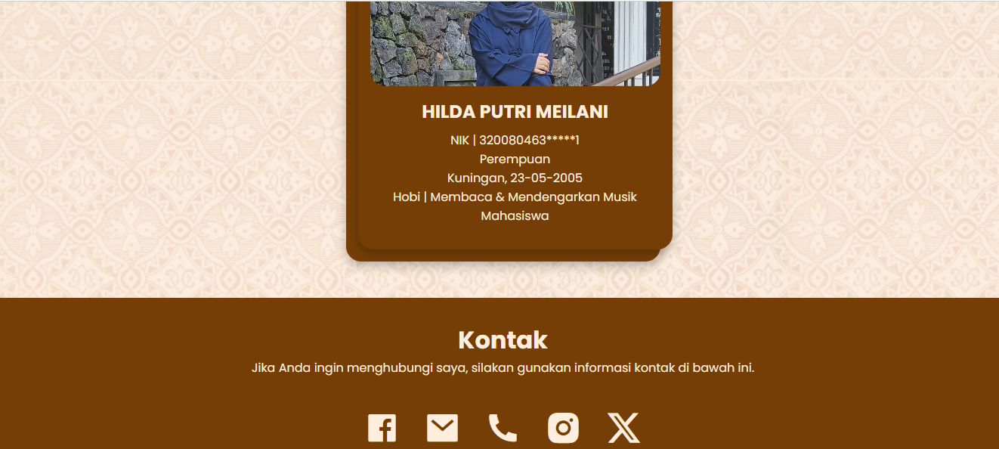 HILDA PUTRI MEILANI
NIK | 320080463*****1
Perempuan
Kuningan, 23-05-2005
Hobi | Membaca & Mendengarkan Musik
Mahasiswa
Kontak
Jika Anda ingin menghubungi saya, silakan gunakan informasi kontak di bawah ini.